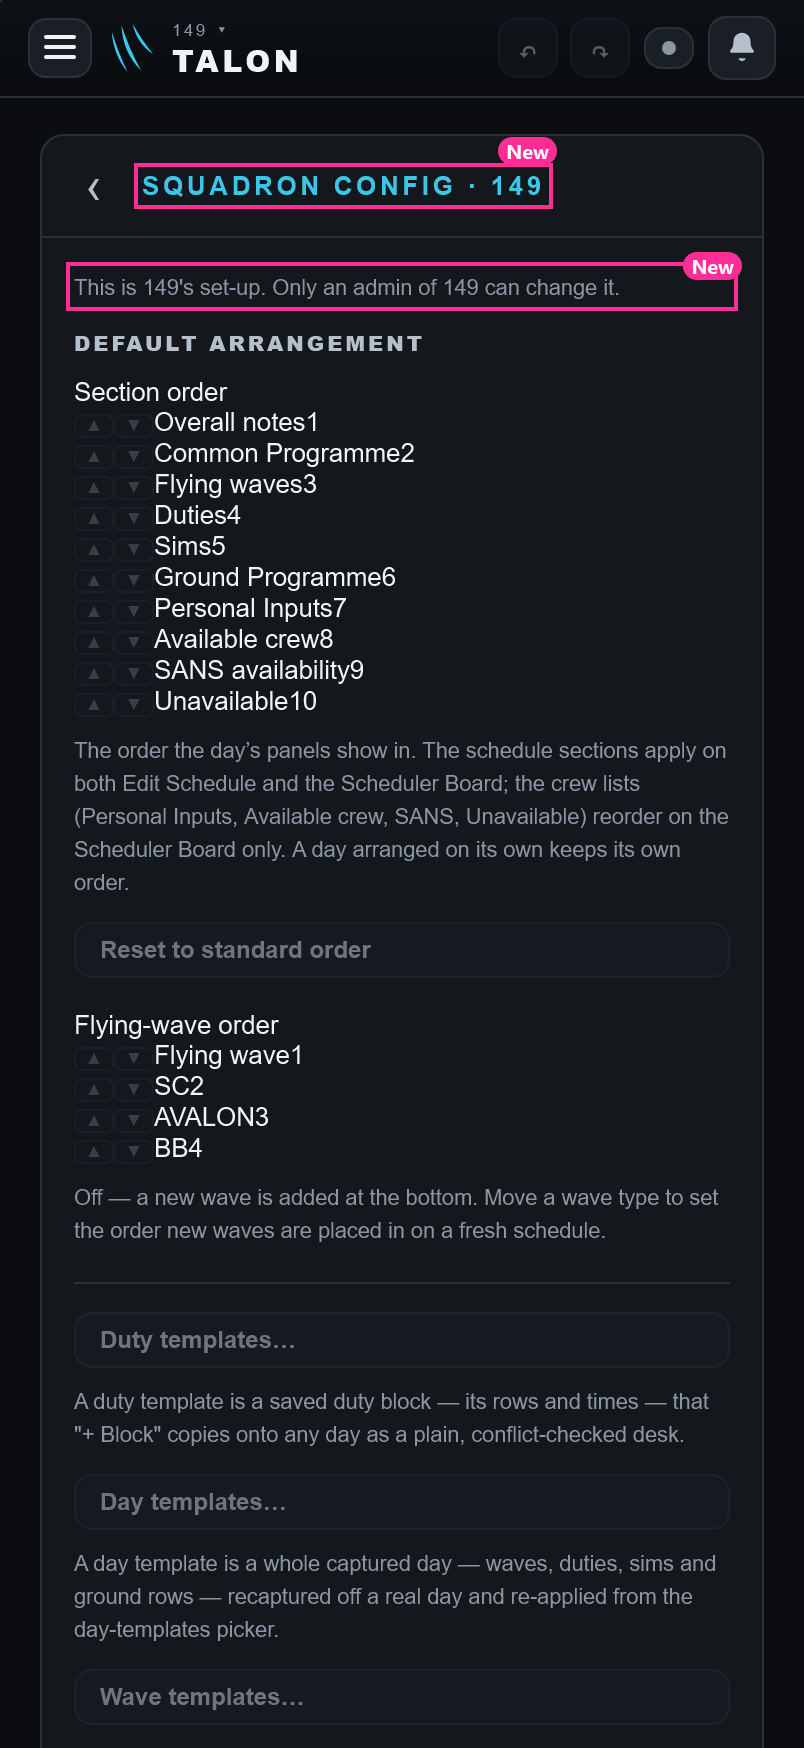 149 ▾
TALON
New
SQUADRON CONFIG · 149
New
This is 149's set-up. Only an admin of 149 can change it.
DEFAULT ARRANGEMENT
Section order
▲ ▼ Overall notes1
▲ ▼ Common Programme2
▲ ▼ Flying waves3
▲ ▼ Duties4
▲ ▼ Sims5
▲ ▼ Ground Programme6
▲ ▼ Personal Inputs7
▲ ▼ Available crew8
▲ ▼ SANS availability9
▲ ▼ Unavailable10
The order the day’s panels show in. The schedule sections apply on
both Edit Schedule and the Scheduler Board; the crew lists
(Personal Inputs, Available crew, SANS, Unavailable) reorder on the
Scheduler Board only. A day arranged on its own keeps its own
order.
Reset to standard order
Flying-wave order
▲ ▼ Flying wave1
▲ ▼ SC2
▲ ▼ AVALON3
▲ ▼ BB4
Off — a new wave is added at the bottom. Move a wave type to set
the order new waves are placed in on a fresh schedule.
Duty templates…
A duty template is a saved duty block — its rows and times — that
"+ Block" copies onto any day as a plain, conflict-checked desk.
Day templates…
A day template is a whole captured day — waves, duties, sims and
ground rows — recaptured off a real day and re-applied from the
day-templates picker.
Wave templates…